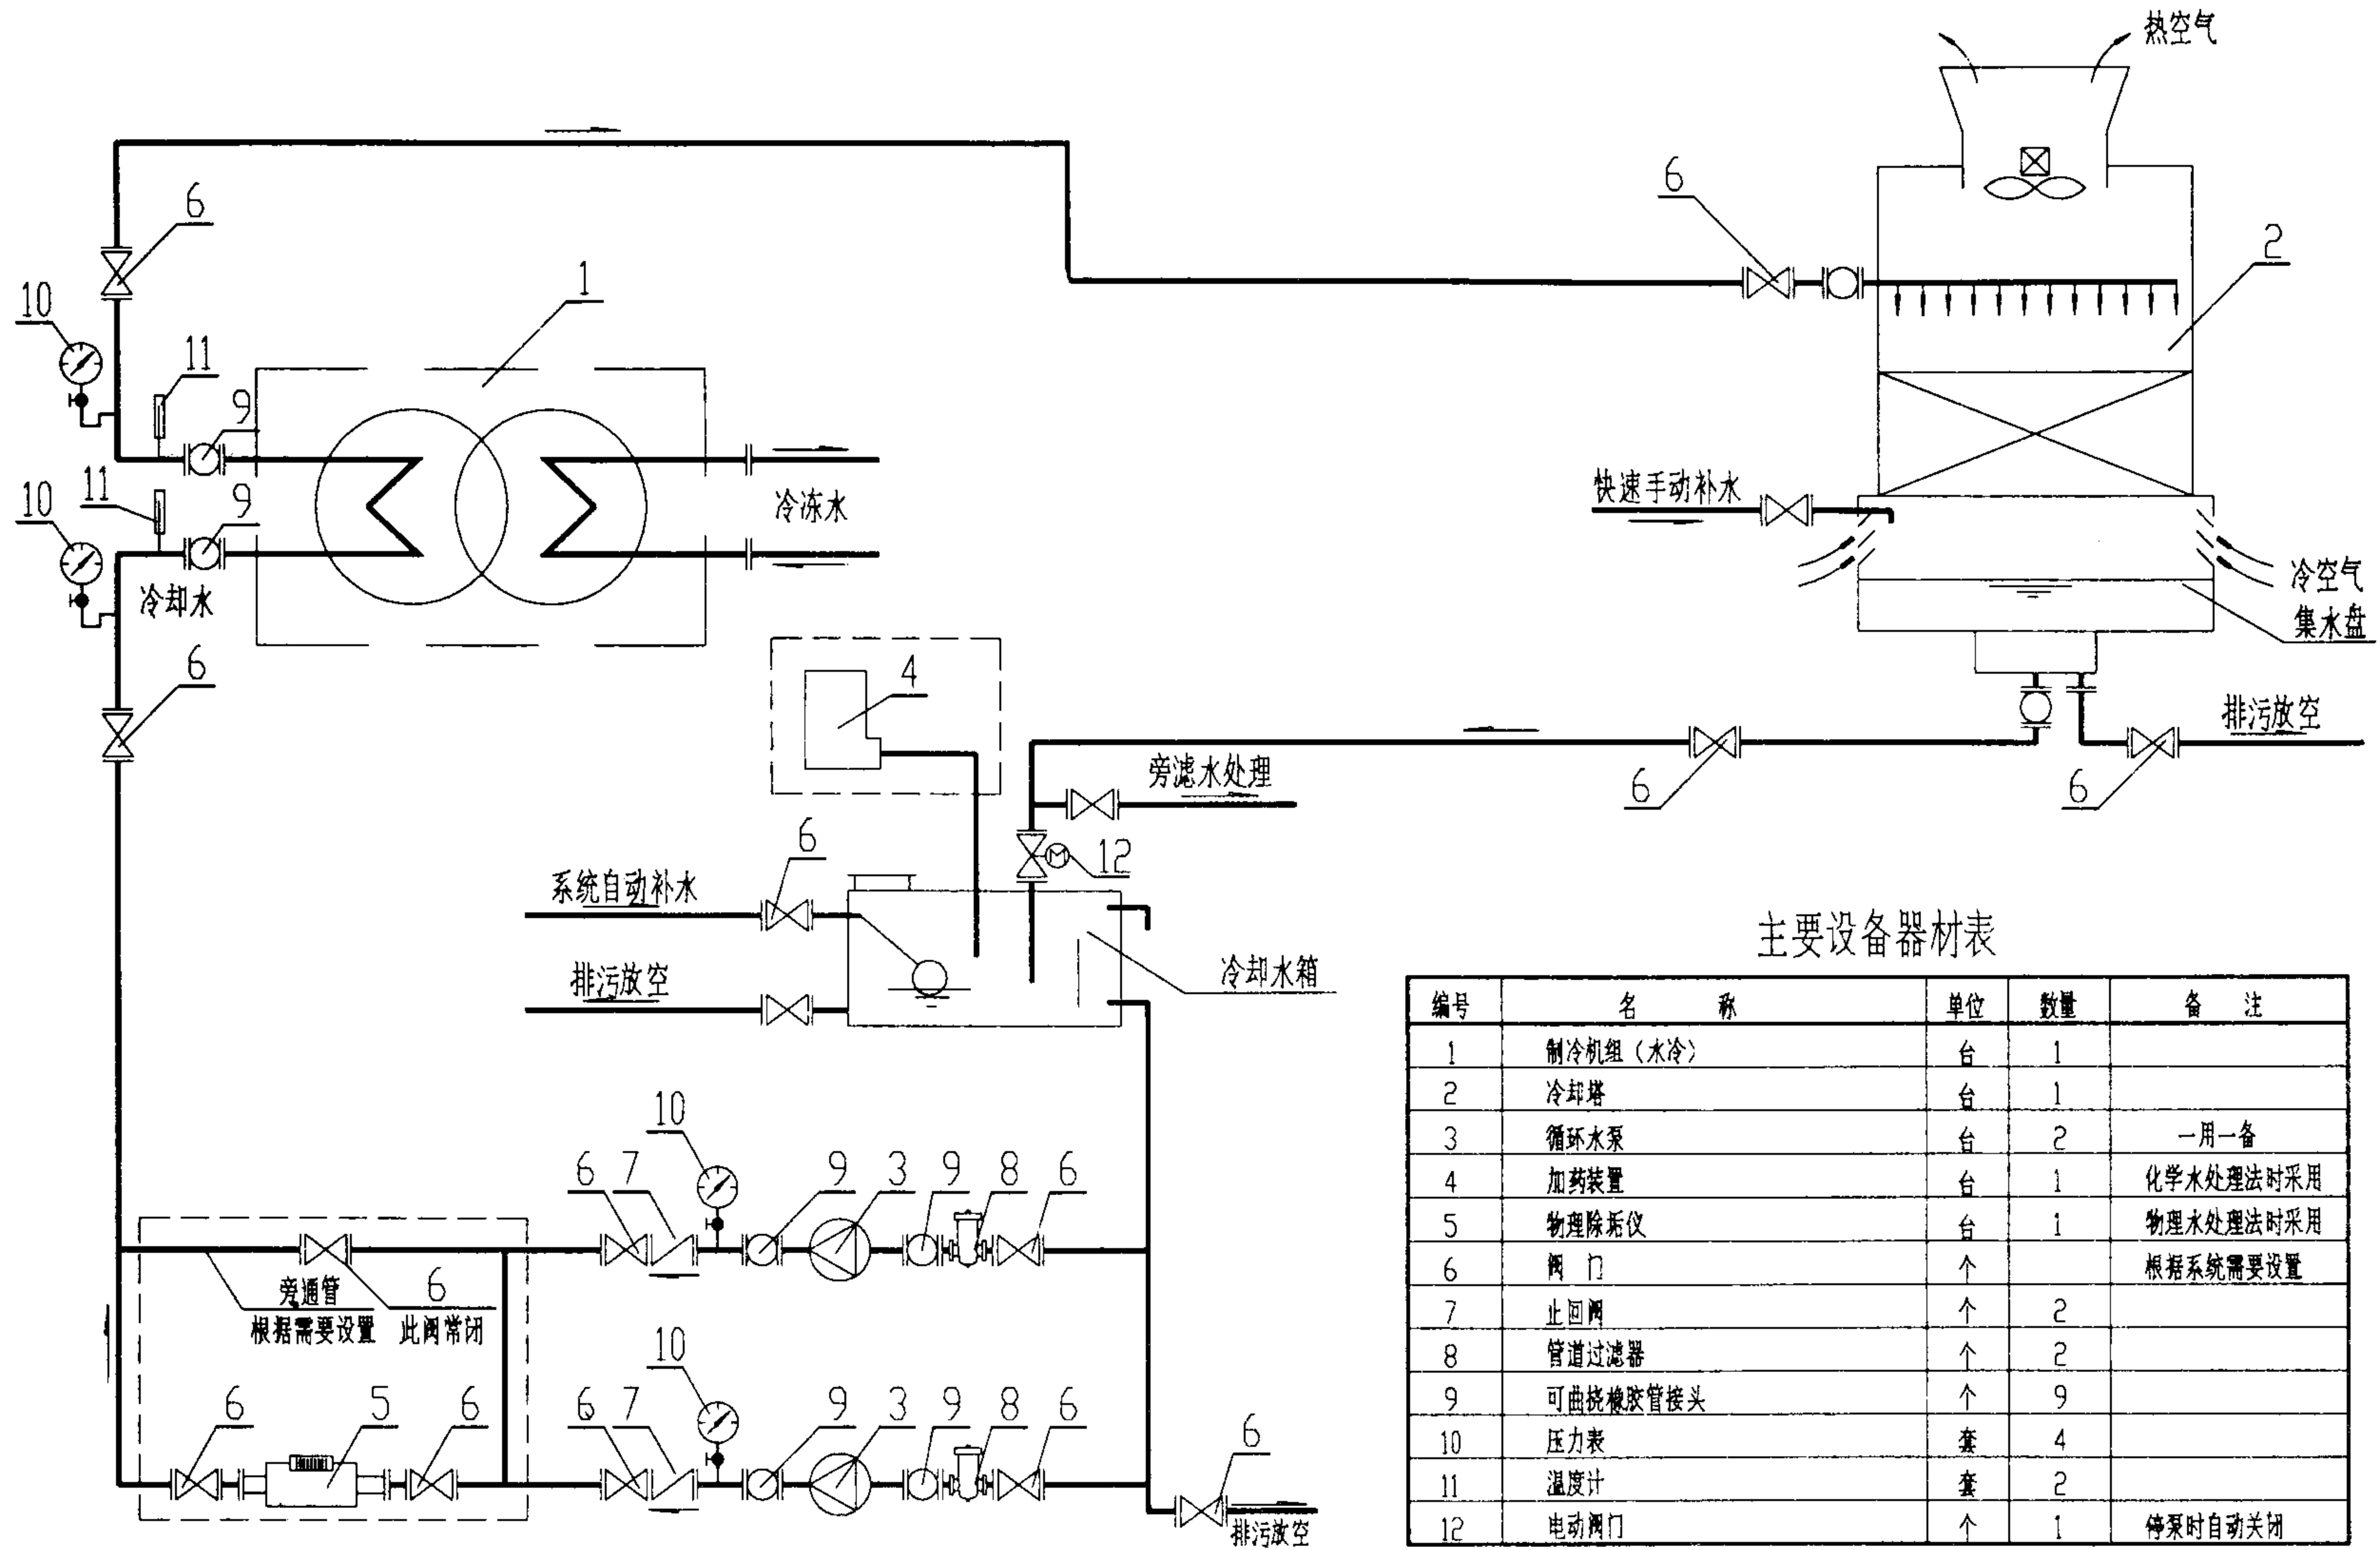 热空气
6
6
2
10
1
11
9
10
11
9
冷冻水
快速手动补水
冷却水
冷空气
集水盘
6
4
排污放空
旁滤水处理
6
6
6
M
12
系统自动补水
排污放空
冷却水箱
10
6 7 9 3 9 8 6
旁通管
根据需要设置
6
此阀常闭
10
6 5 6 6 7 9 3 9 8 6
6
排污放空
主要设备器材表
编号 名 称 单位 数量 备 注
1 制冷机组(水冷) 台 1
2 冷却塔 台 1
3 循环水泵 台 2 一用一备
4 加药装置 台 1 化学水处理法时采用
5 物理除垢仪 台 1 物理水处理法时采用
6 阀 门 个 根据系统需要设置
7 止回阀 个 2
8 管道过滤器 个 2
9 可曲挠橡胶管接头 个 9
10 压力表 套 4
11 温度计 套 2
12 电动阀门 个 1 停泵时自动关闭